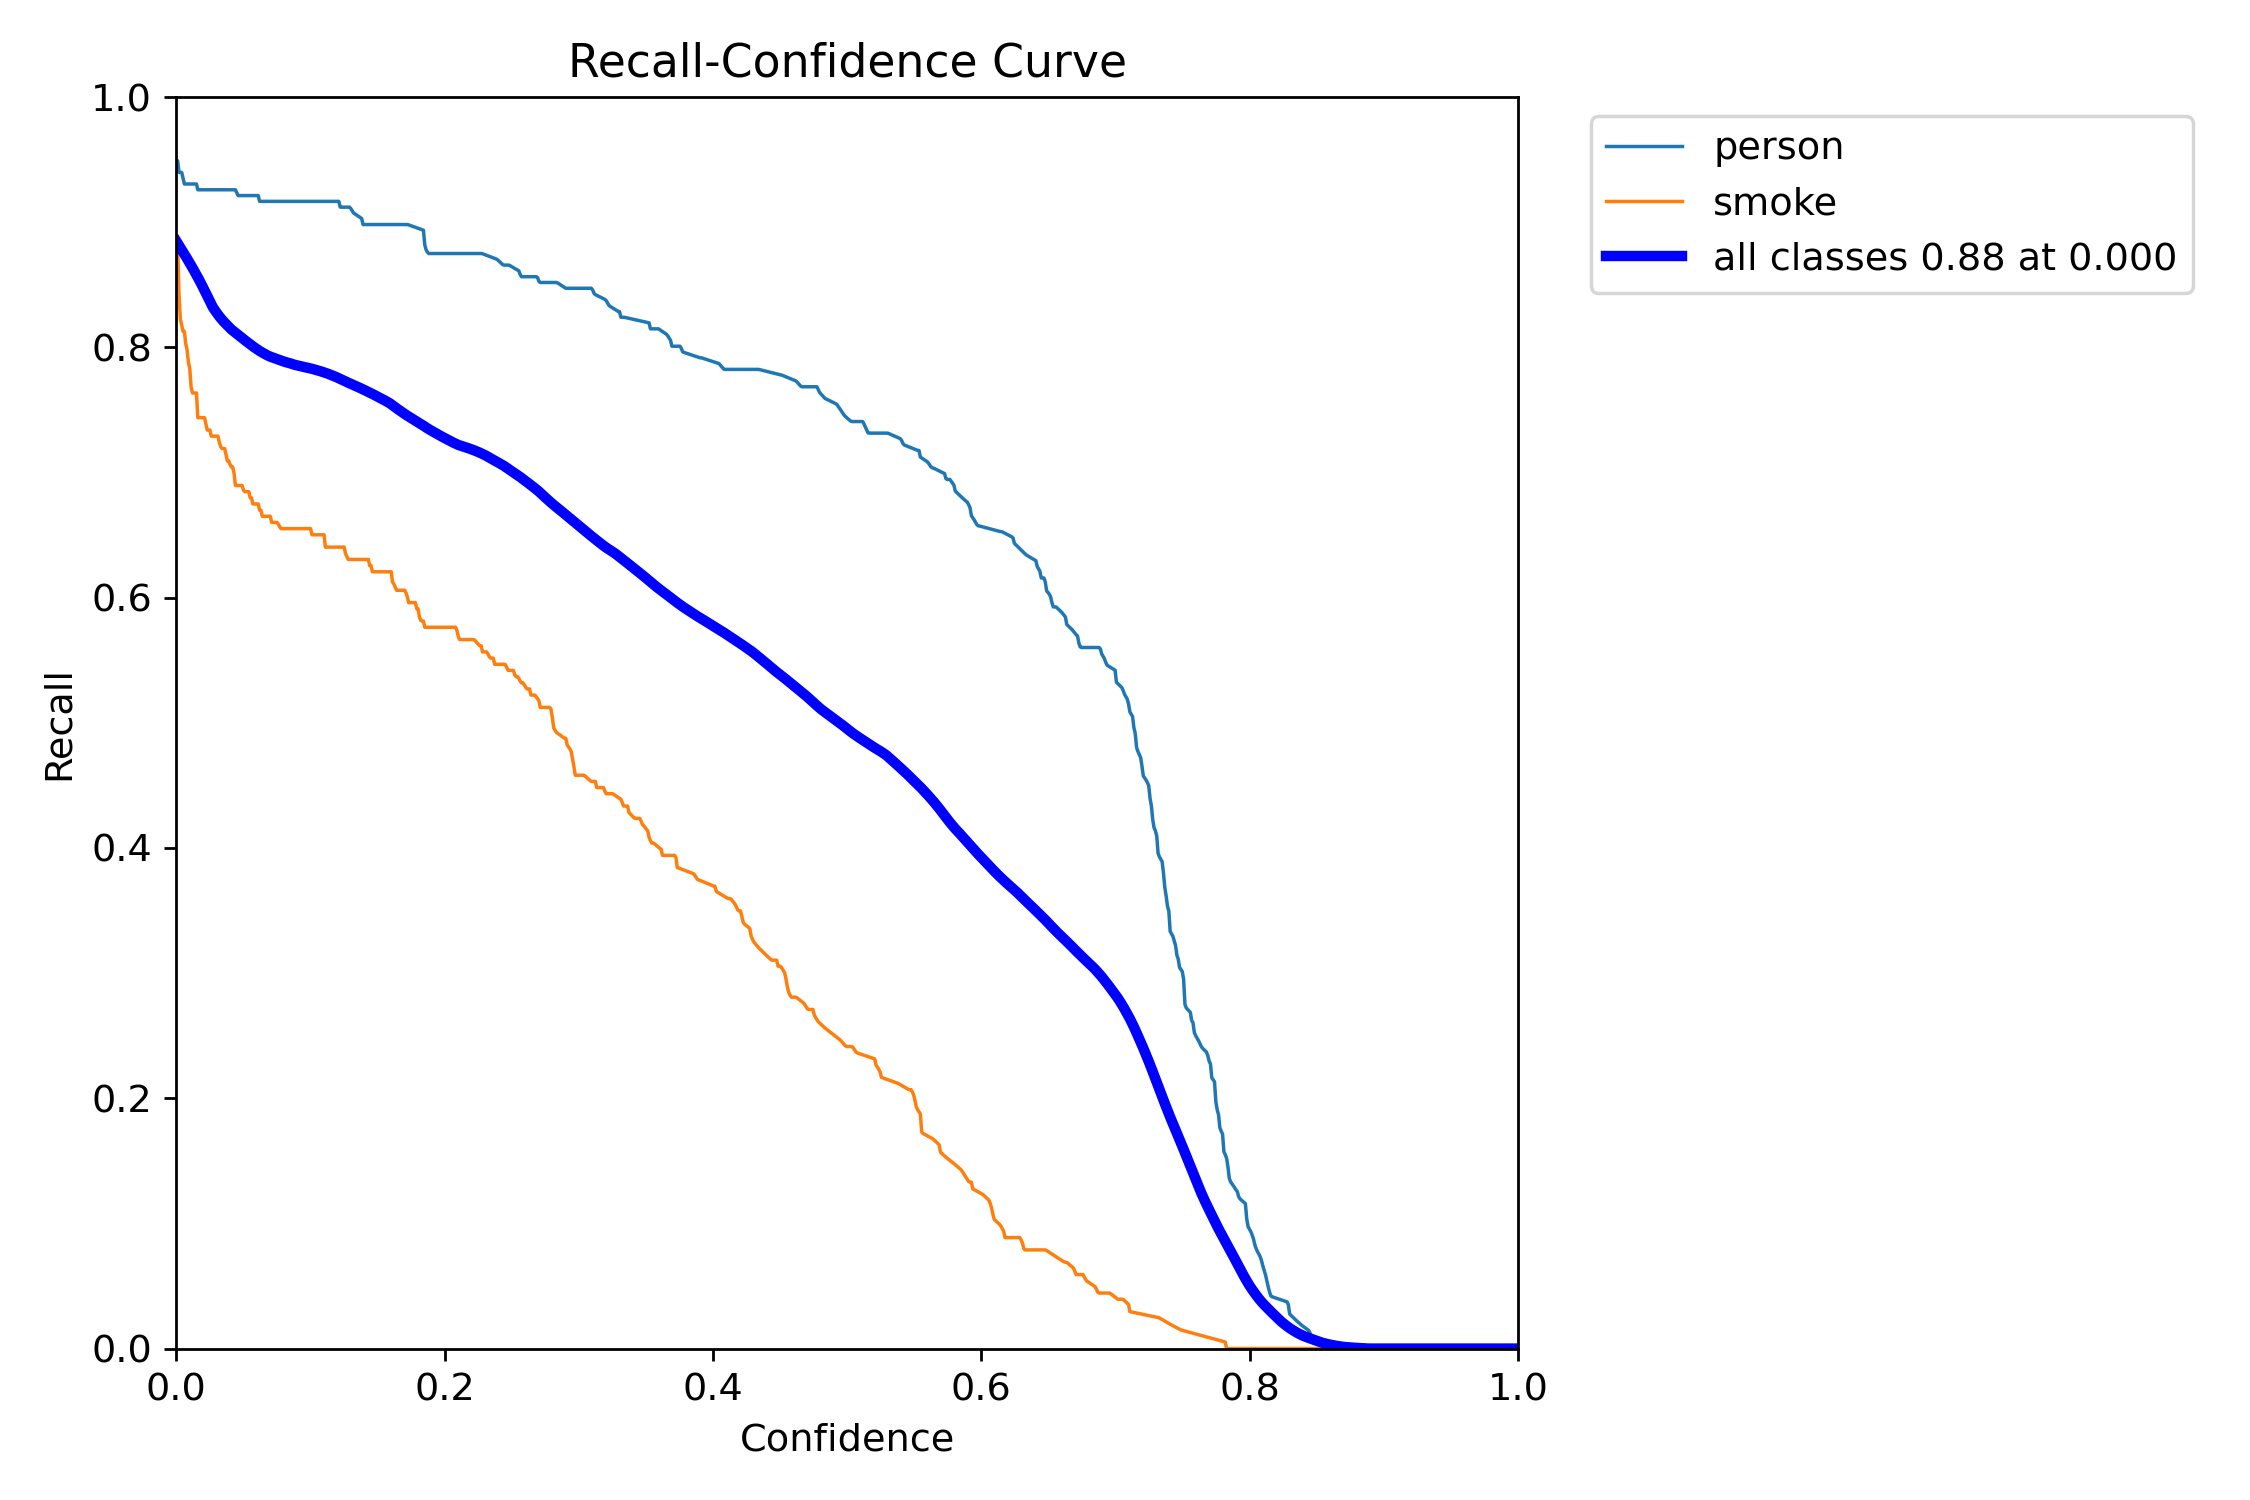 Recall-Confidence Curve
1.0
0.8
0.6
0.4
0.2
0.0
Recall
0.0 0.2 0.4 0.6 0.8 1.0
Confidence
person
smoke
all classes 0.88 at 0.000